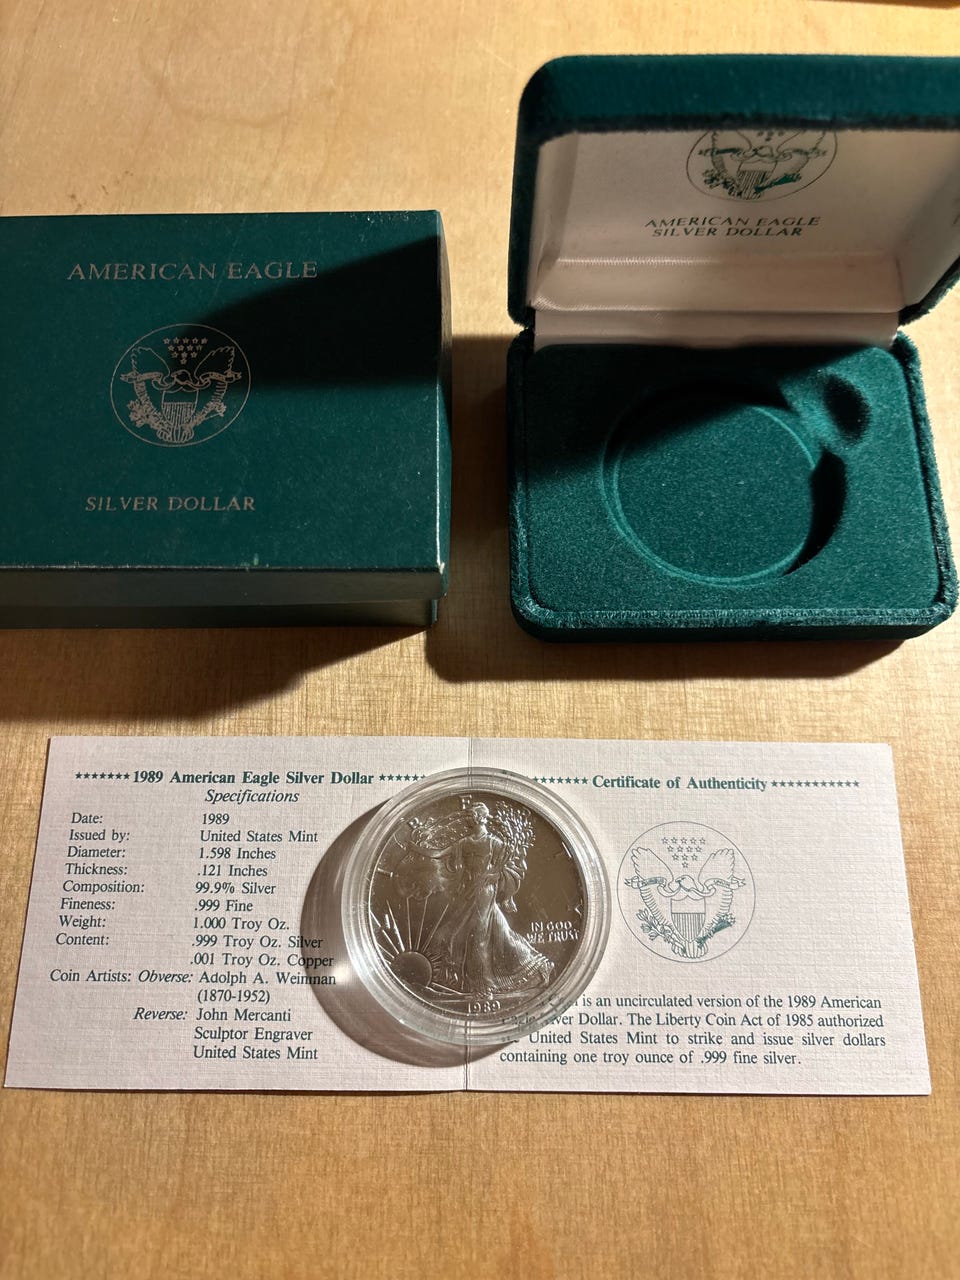 AMERICAN EAGLE
SILVER DOLLAR
AMERICAN EAGLE
SILVER DOLLAR
*******1989 American Eagle Silver Dollar ******
Specifications
Date: 1989
Issued by: United States Mint
Diameter: 1.598 Inches
Thickness: .121 Inches
Composition: 99.9% Silver
Fineness: .999 Fine
Weight: 1.000 Troy Oz.
Content: .999 Troy Oz. Silver
.001 Troy Oz. Copper
Coin Artists: Obverse: Adolph A. Weinman
(1870-1952)
Reverse: John Mercanti
Sculptor Engraver
United States Mint
IN GOD
WE TRUST
1989
******* Certificate of Authenticity ***********
is an uncirculated version of the 1989 American
Dollar. The Liberty Coin Act of 1985 authorized
United States Mint to strike and issue silver dollars
containing one troy ounce of .999 fine silver.